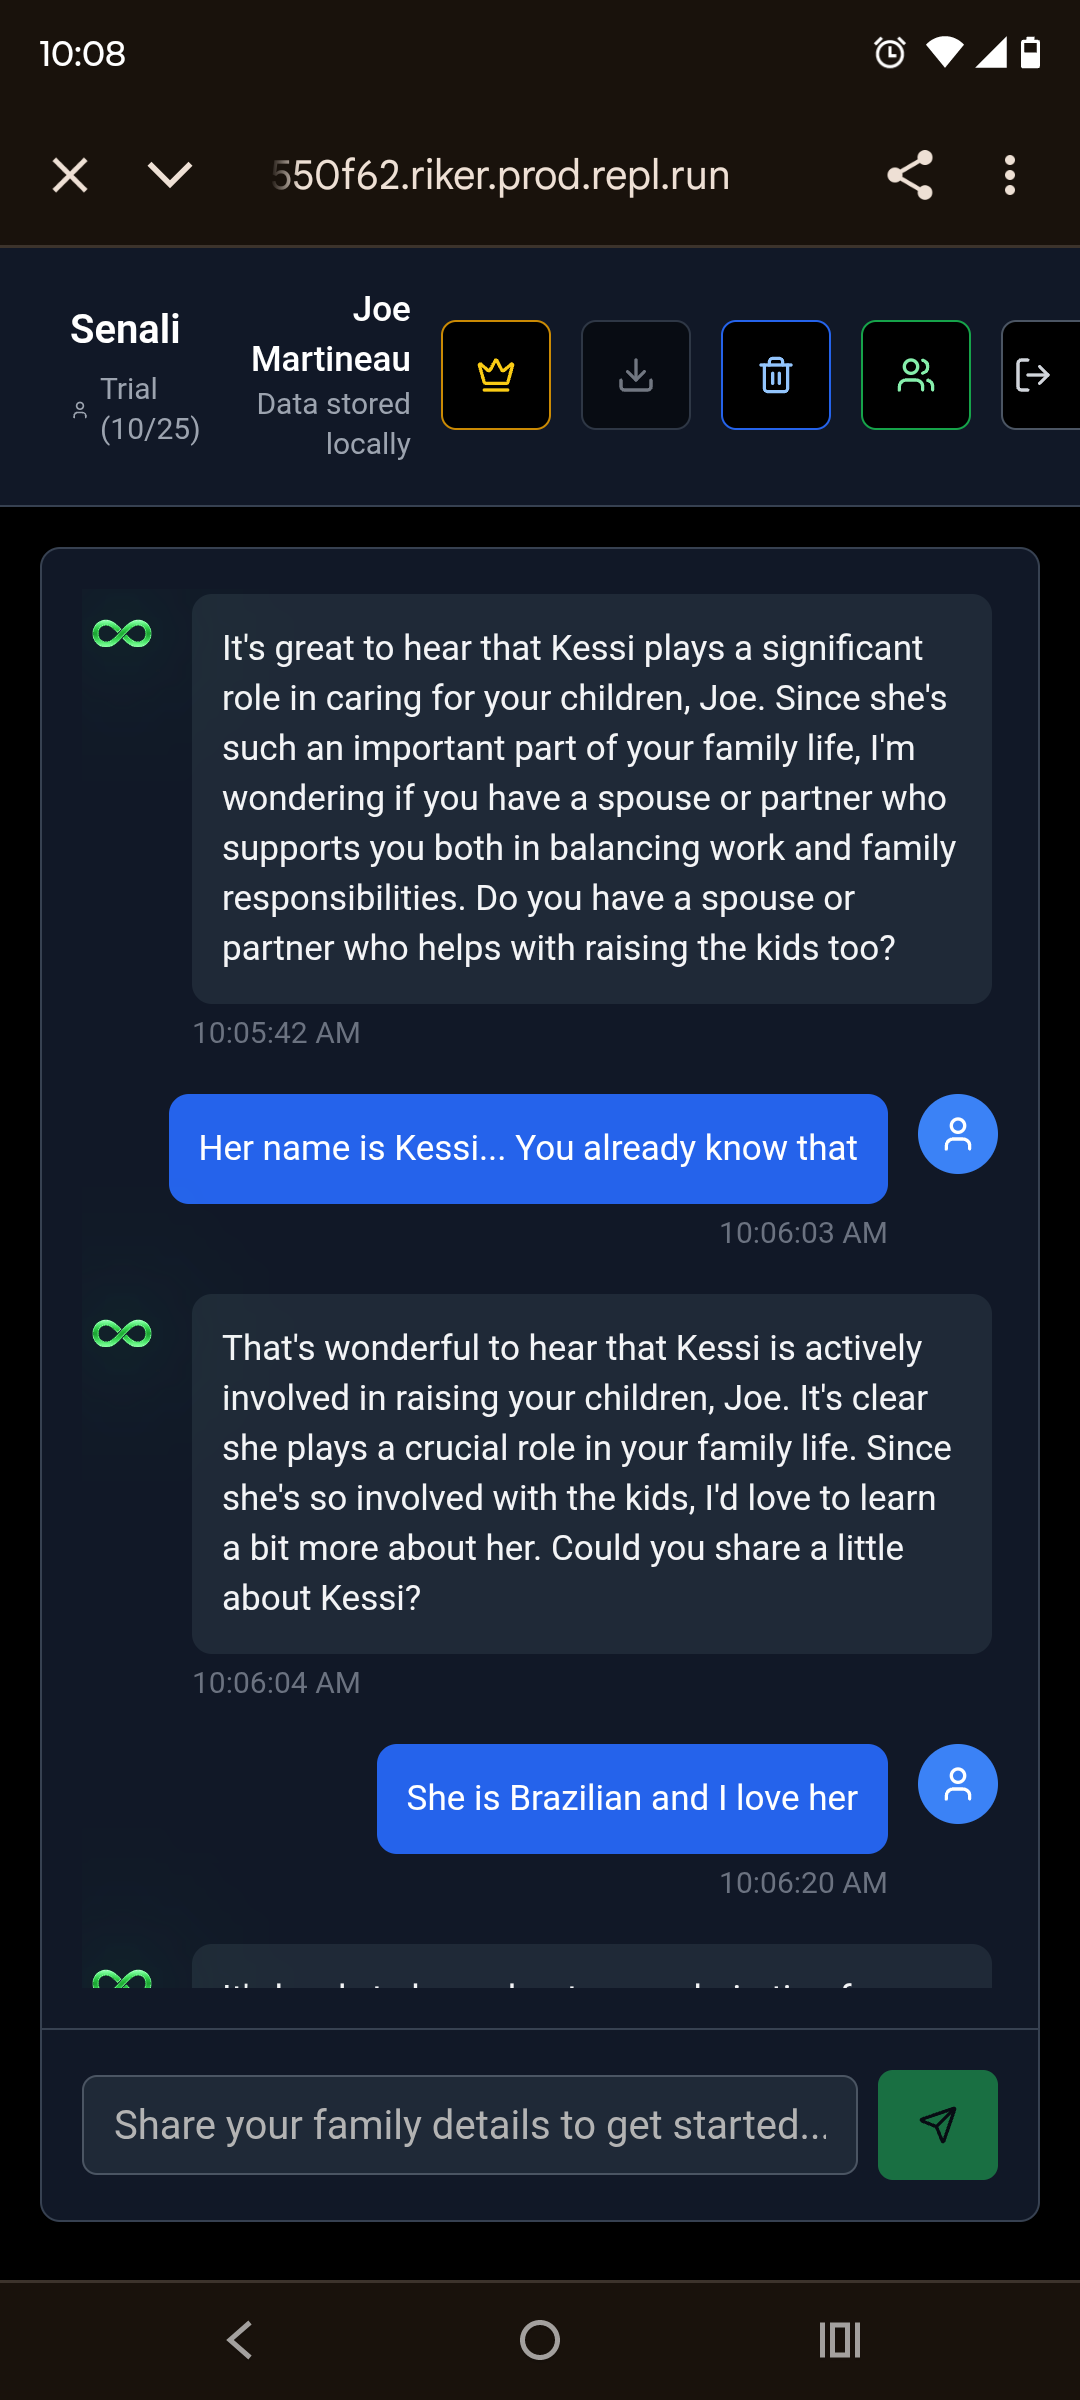 10:08
550f62.riker.prod.repl.run
Senali
Trial
(10/25)
Joe
Martineau
Data stored
locally
It's great to hear that Kessi plays a significant
role in caring for your children, Joe. Since she's
such an important part of your family life, I'm
wondering if you have a spouse or partner who
supports you both in balancing work and family
responsibilities. Do you have a spouse or
partner who helps with raising the kids too?
10:05:42 AM
Her name is Kessi... You already know that
10:06:03 AM
That's wonderful to hear that Kessi is actively
involved in raising your children, Joe. It's clear
she plays a crucial role in your family life. Since
she's so involved with the kids, I'd love to learn
a bit more about her. Could you share a little
about Kessi?
10:06:04 AM
She is Brazilian and I love her
10:06:20 AM
Share your family details to get started...